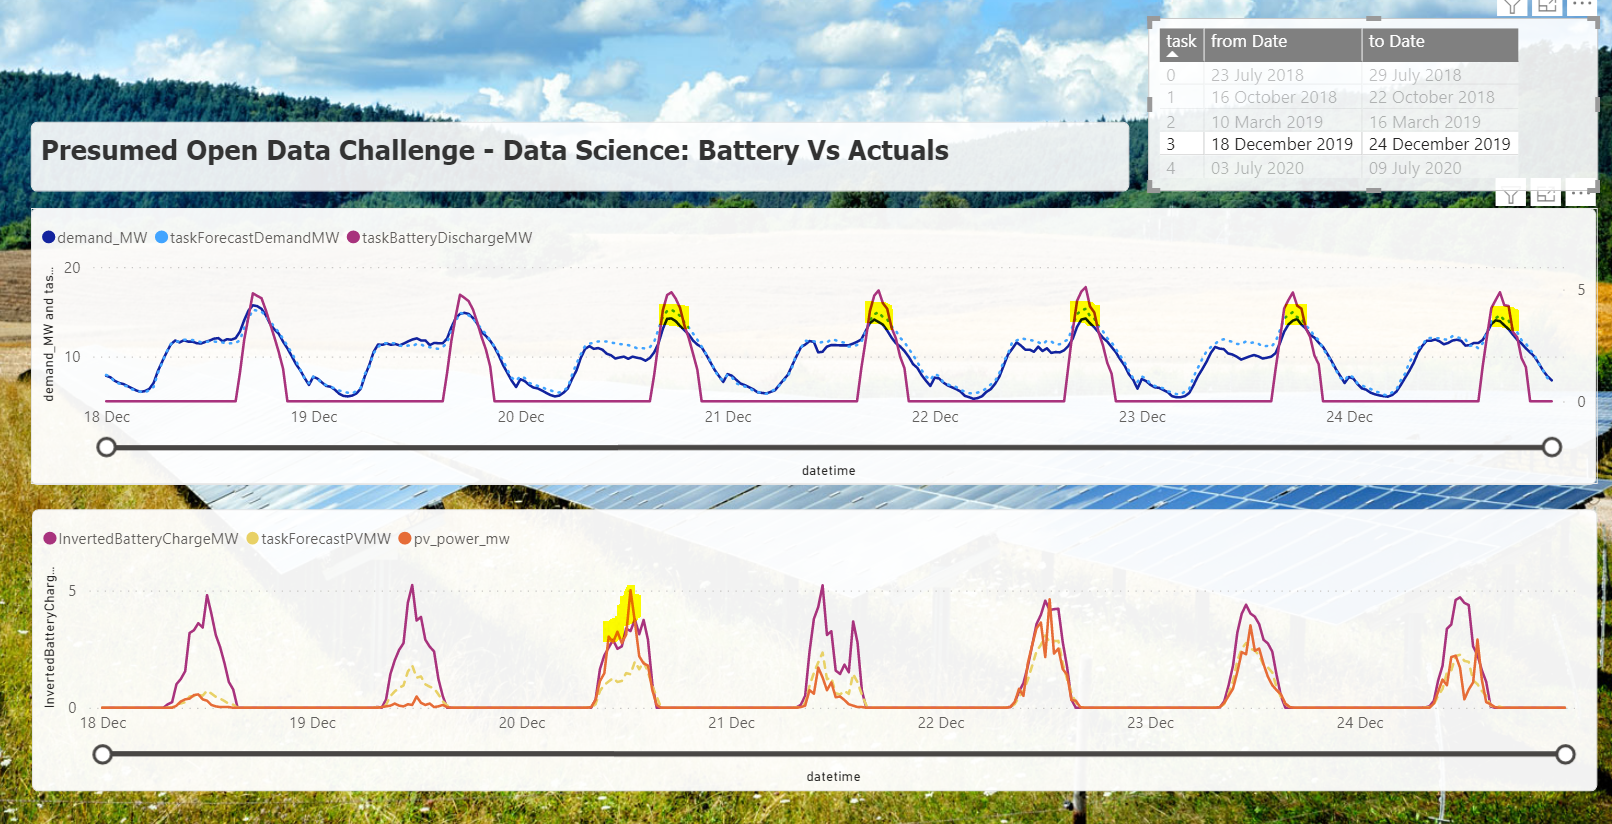 task from Date to Date
0 23 July 2018 29 July 2018
1 16 October 2018 22 October 2018
2 10 March 2019 16 March 2019
3 18 December 2019 24 December 2019
4 03 July 2020 09 July 2020
Presumed Open Data Challenge - Data Science: Battery Vs Actuals
demand_MW taskForecastDemandMW taskBatteryDischargeMW
demand_MW and tas...
20
10
5
0
18 Dec 19 Dec 20 Dec 21 Dec 22 Dec 23 Dec 24 Dec
datetime
InvertedBatteryChargeMW taskForecastPVMW pv_power_mw
InvertedBatteryCharg...
5
0
18 Dec 19 Dec 20 Dec 21 Dec 22 Dec 23 Dec 24 Dec
datetime